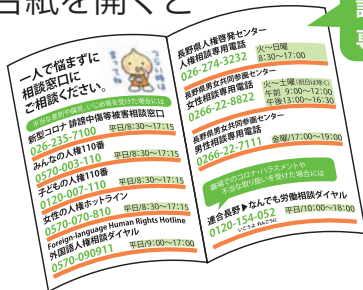 台紙を開くと
一人で悩まずに
相談窓口に
ご相談ください。
つらい時は
不当な差別や偏見、いじめ等を受けた場合には
新型コロナ 誹謗中傷等被害相談窓口
026-235-7100 平日/8:30～17:15
みんなの人権110番
0570-003-110 平日/8:30～17:15
子どもの人権110番
0120-007-110 平日/8:30～17:15
女性の人権ホットライン
0570-070-810 平日/8:30～17:15
Foreign-language Human Rights Hotline
外国語人権相談ダイヤル
0570-090911 平日/9:00～17:00
長野県人権啓発センター
人権相談専用電話
026-274-3232 火～日曜
8:30～17:00
長野県男女共同参画センター
女性相談専用電話
0266-22-8822 火～土曜(祝日は除く)
午前 9:00～12:00
午後13:00～16:30
長野県男女共同参画センター
男性相談専用電話
0266-22-7111 金曜/17:00～19:00
職場でのコロナ・ハラスメントや
不当な取り扱いを受けた場合には
連合長野▶なんでも労働相談ダイヤル
0120-154-052 平日/10:00～18:00
いこうよ れんごうに